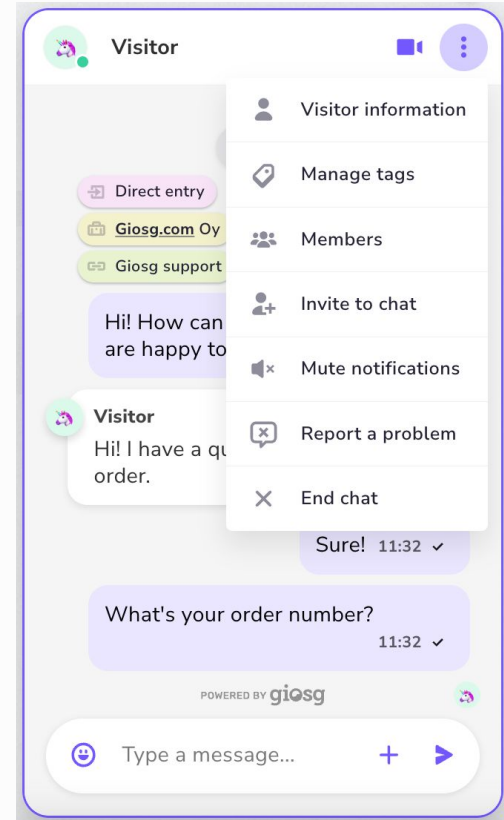 Visitor
Visitor information
Manage tags
Members
Invite to chat
Mute notifications
Report a problem
End chat
Direct entry
Giosg.com Oy
Giosg support
Hi! How can
are happy to
Visitor
Hi! I have a
order.
Sure! 11:32
What's your order number?
11:32
POWERED BY giosg
Type a message...